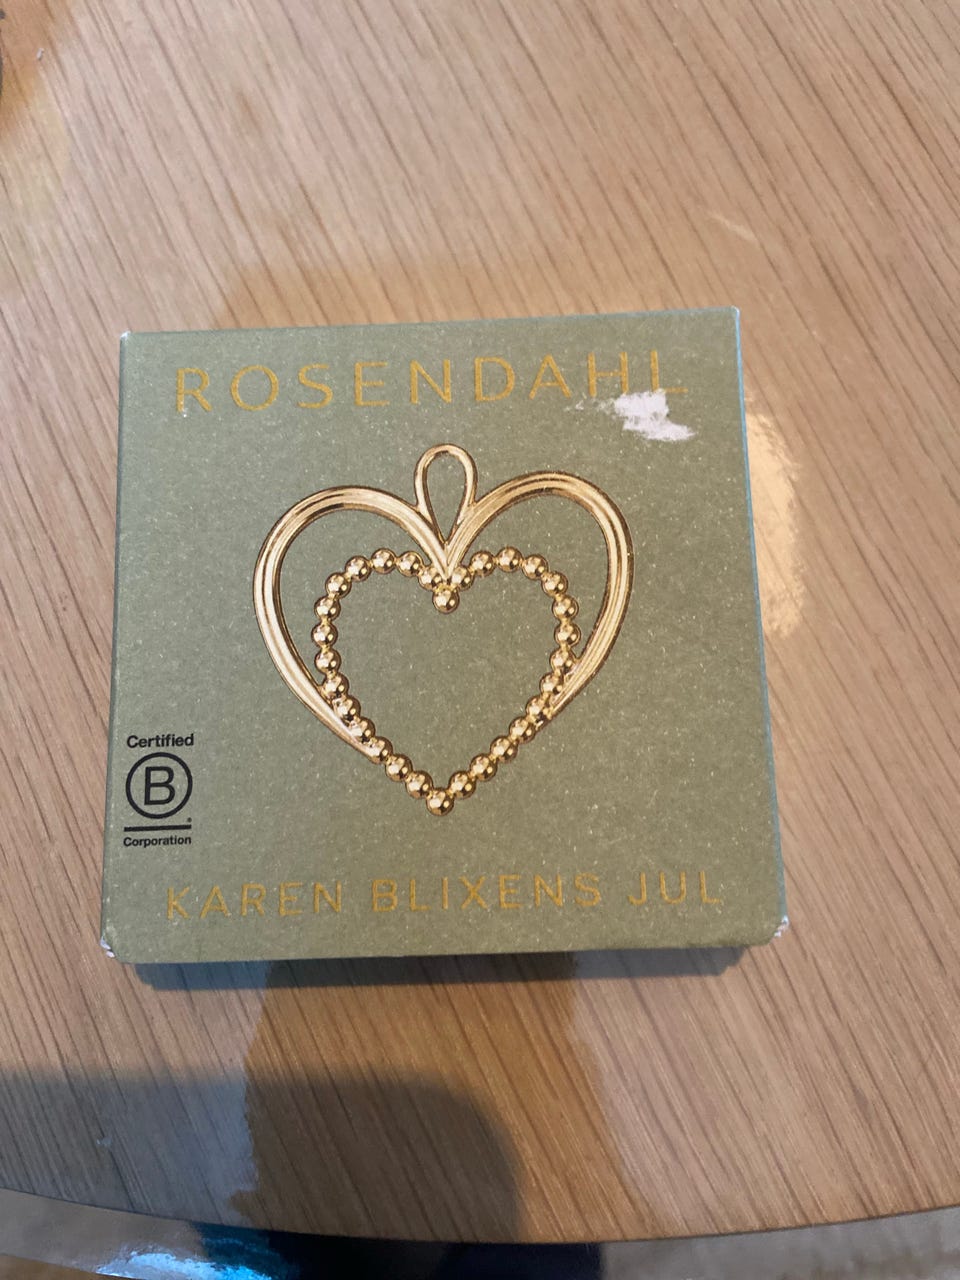 ROSENDAHL
Certified
B
Corporation
KAREN BLIXENS JUL